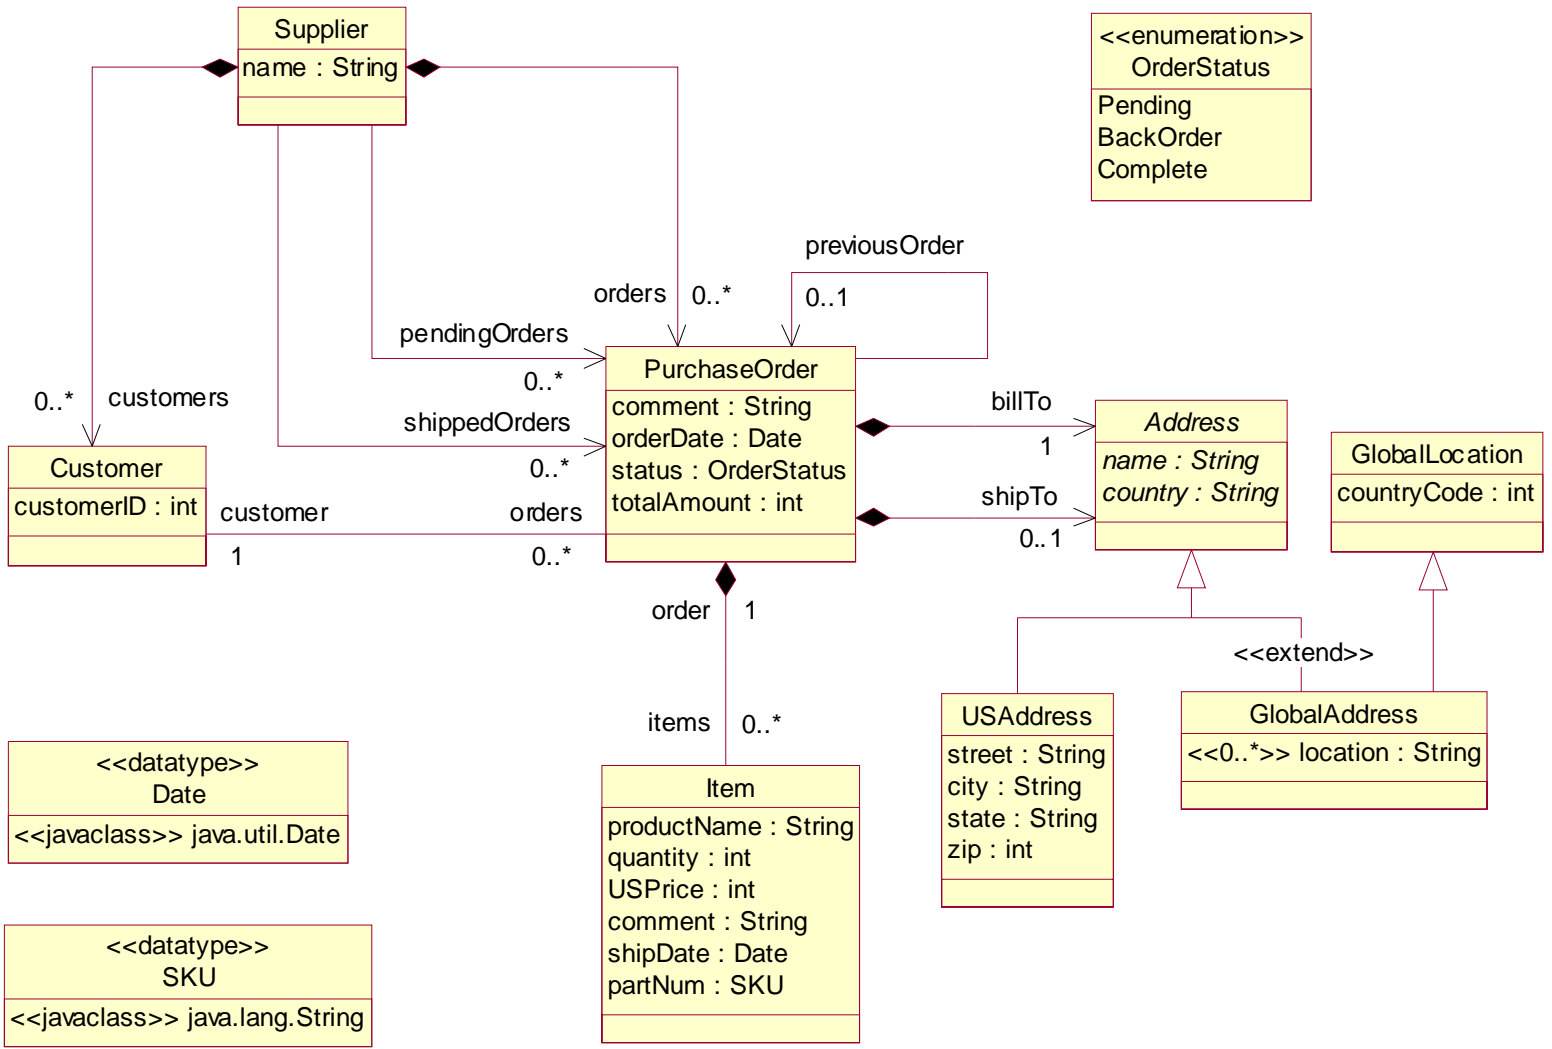 Supplier
name : String
<<enumeration>>
OrderStatus
Pending
BackOrder
Complete
previousOrder
0..1
orders
0..*
pendingOrders
0..*
shippedOrders
0..*
0..*
customers
Customer
customerID : int
customer
1
orders
0..*
PurchaseOrder
comment : String
orderDate : Date
status : OrderStatus
totalAmount : int
billTo
1
shipTo
0..1
Address
name : String
country : String
GlobalLocation
countryCode : int
<<extend>>
order
1
items
0..*
USAddress
street : String
city : String
state : String
zip : int
GlobalAddress
<<0..*>> location : String
Item
productName : String
quantity : int
USPrice : int
comment : String
shipDate : Date
partNum : SKU
<<datatype>>
Date
<<javaclass>> java.util.Date
<<datatype>>
SKU
<<javaclass>> java.lang.String